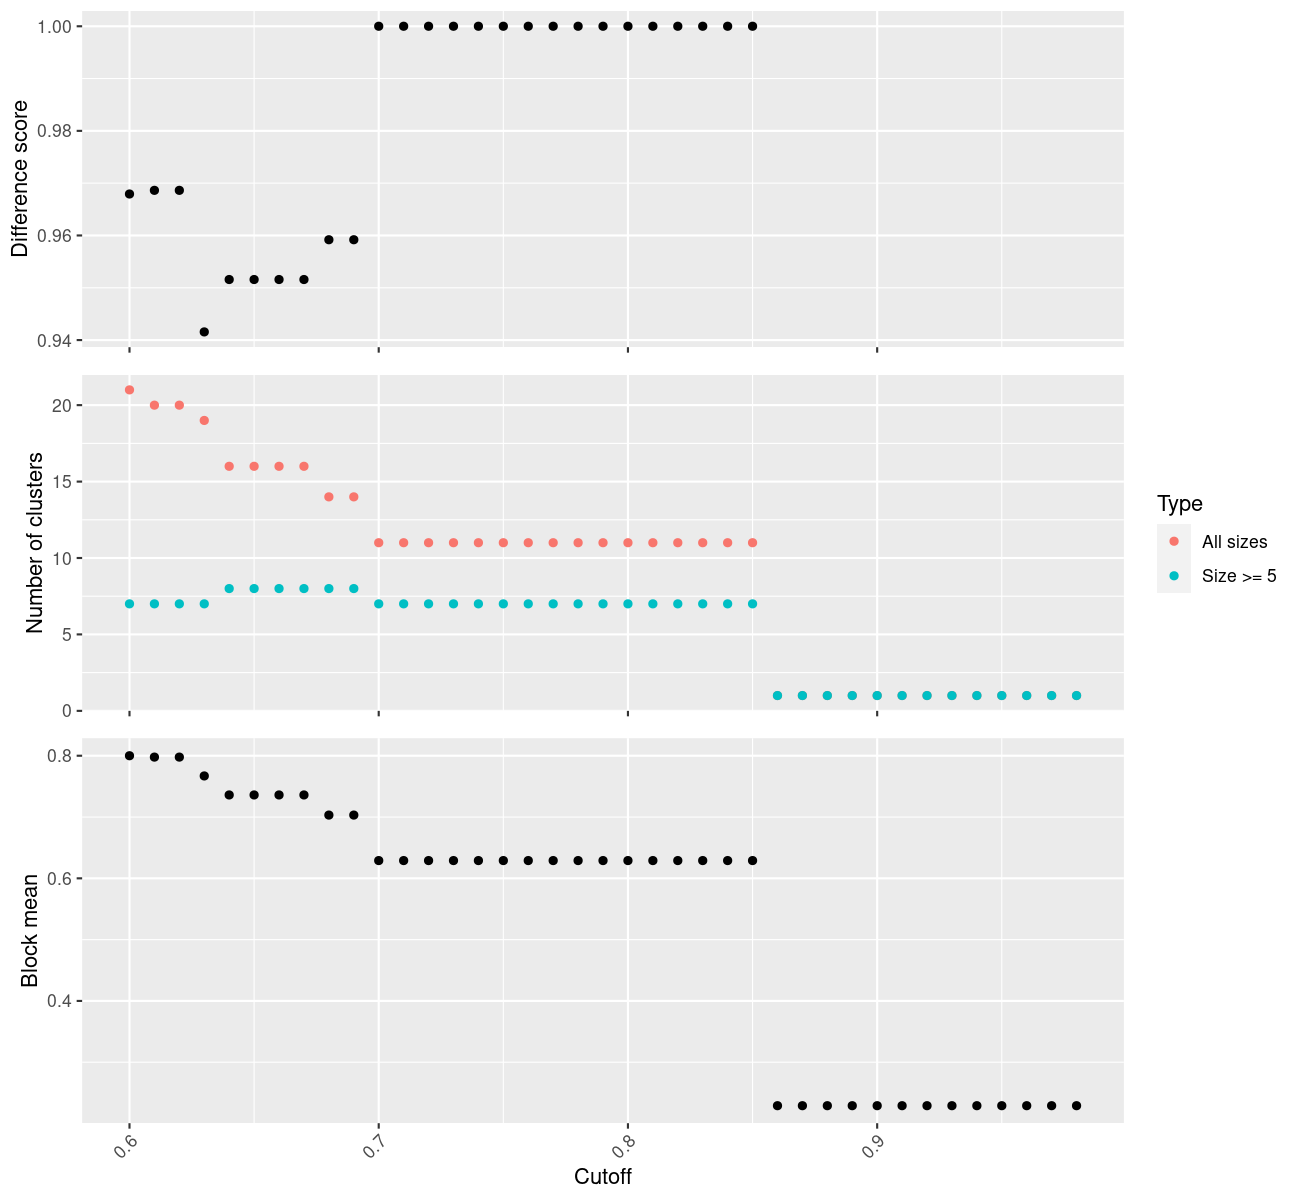 1.00
0.98
0.96
0.94
Difference score
20
15
10
5
0
Number of clusters
Type
All sizes
Size >= 5
0.8
0.6
0.4
Block mean
0.6
0.7
0.8
0.9
Cutoff